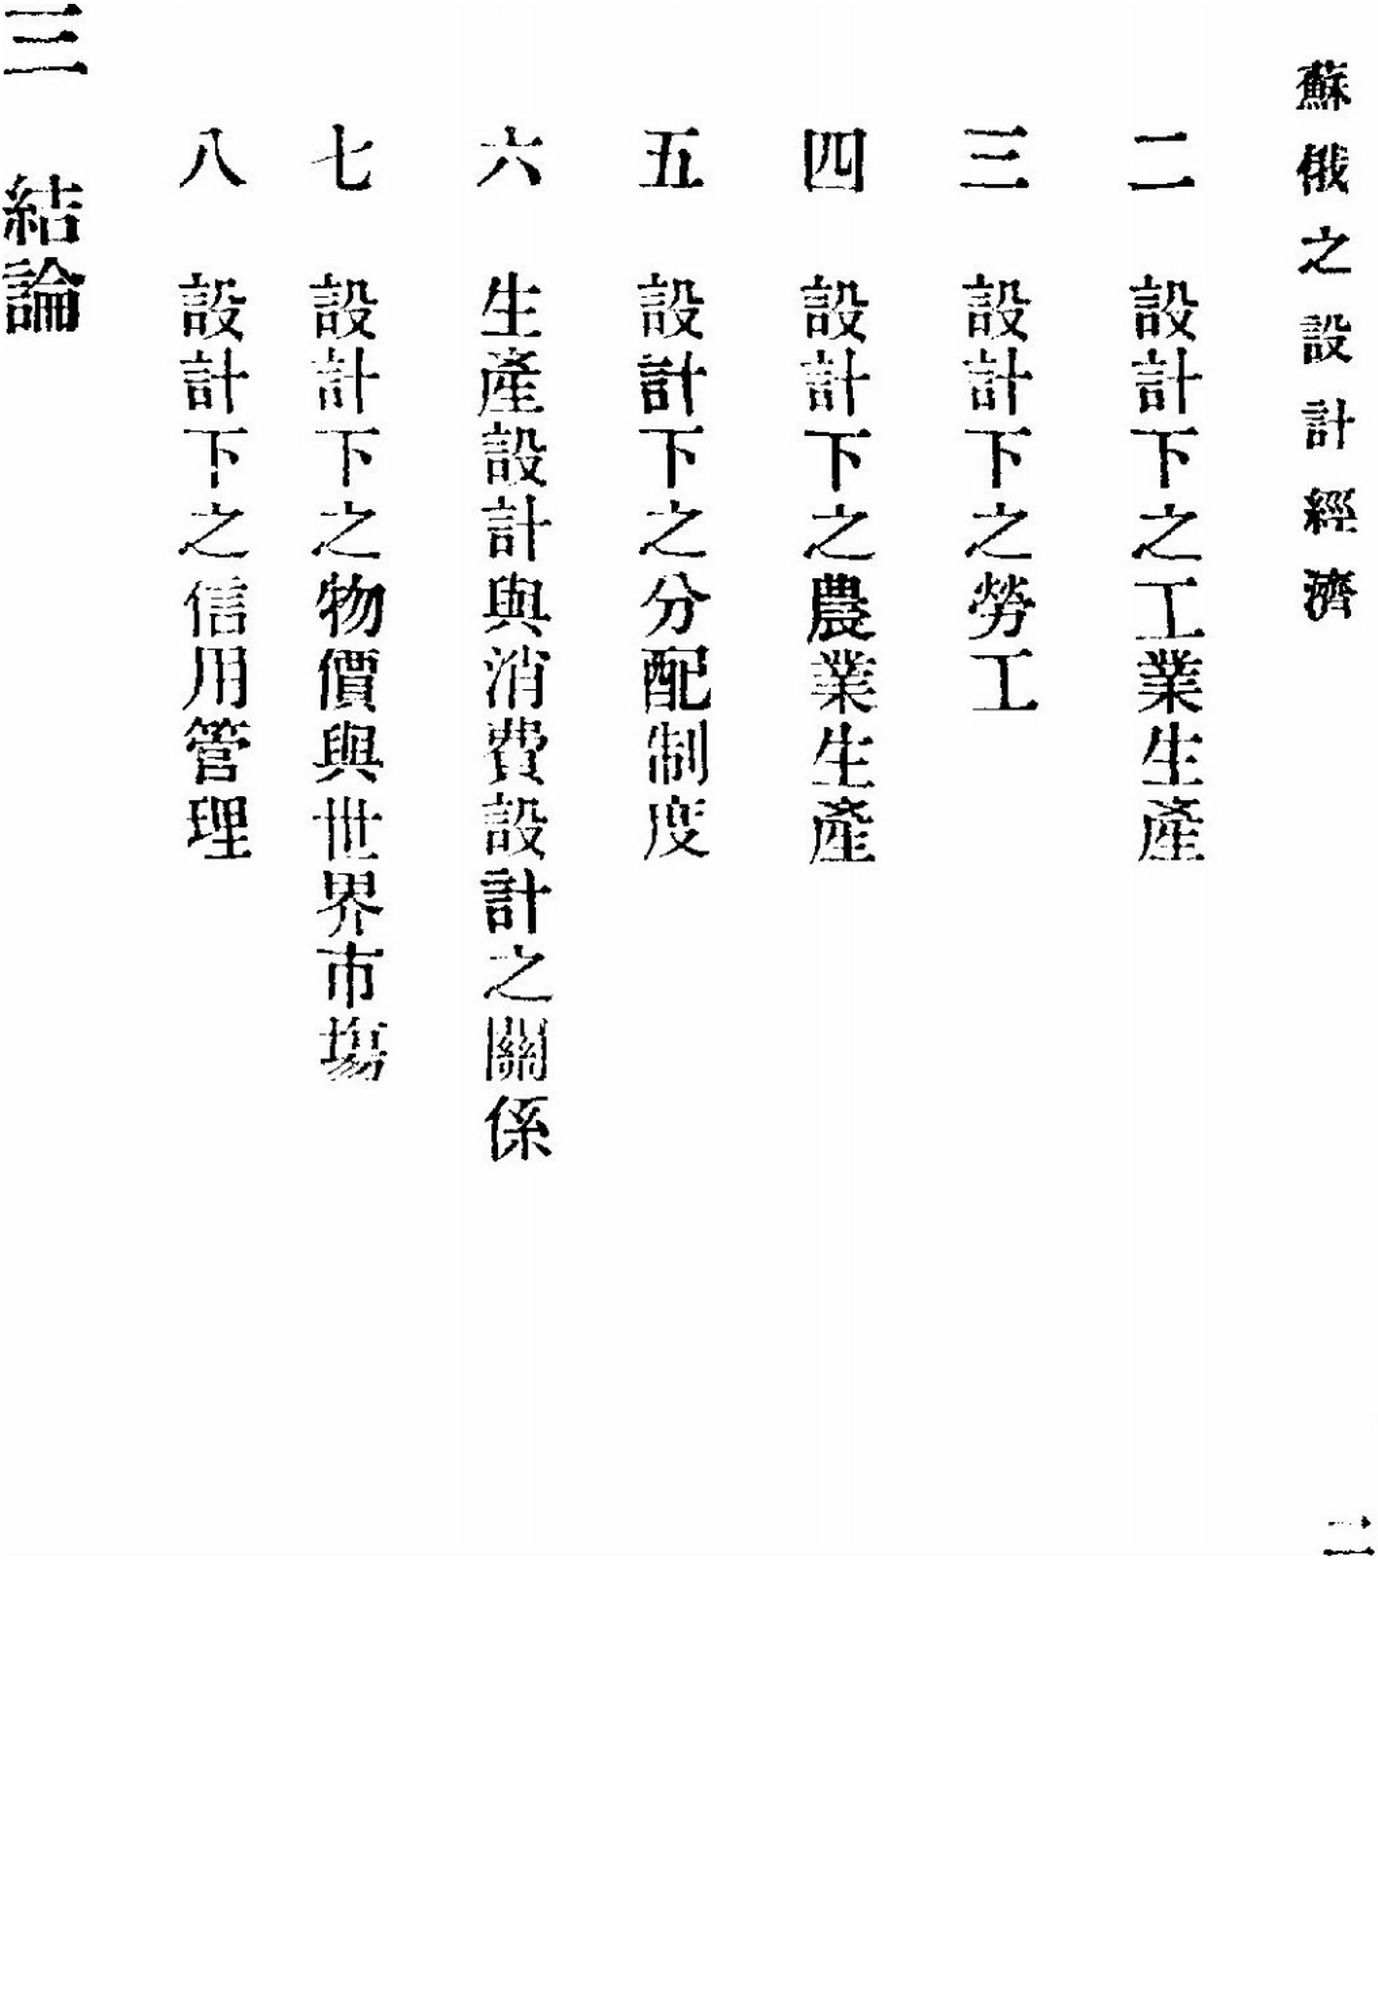 蘇俄之設計經濟
二
二 設計下之工業生產
三 設計下之勞工
四 設計下之農業生產
五 設計下之分配制度
六 生產設計與消費設計之關係
七 設計下之物價與世界市塲
八 設計下之信用管理
三 結論